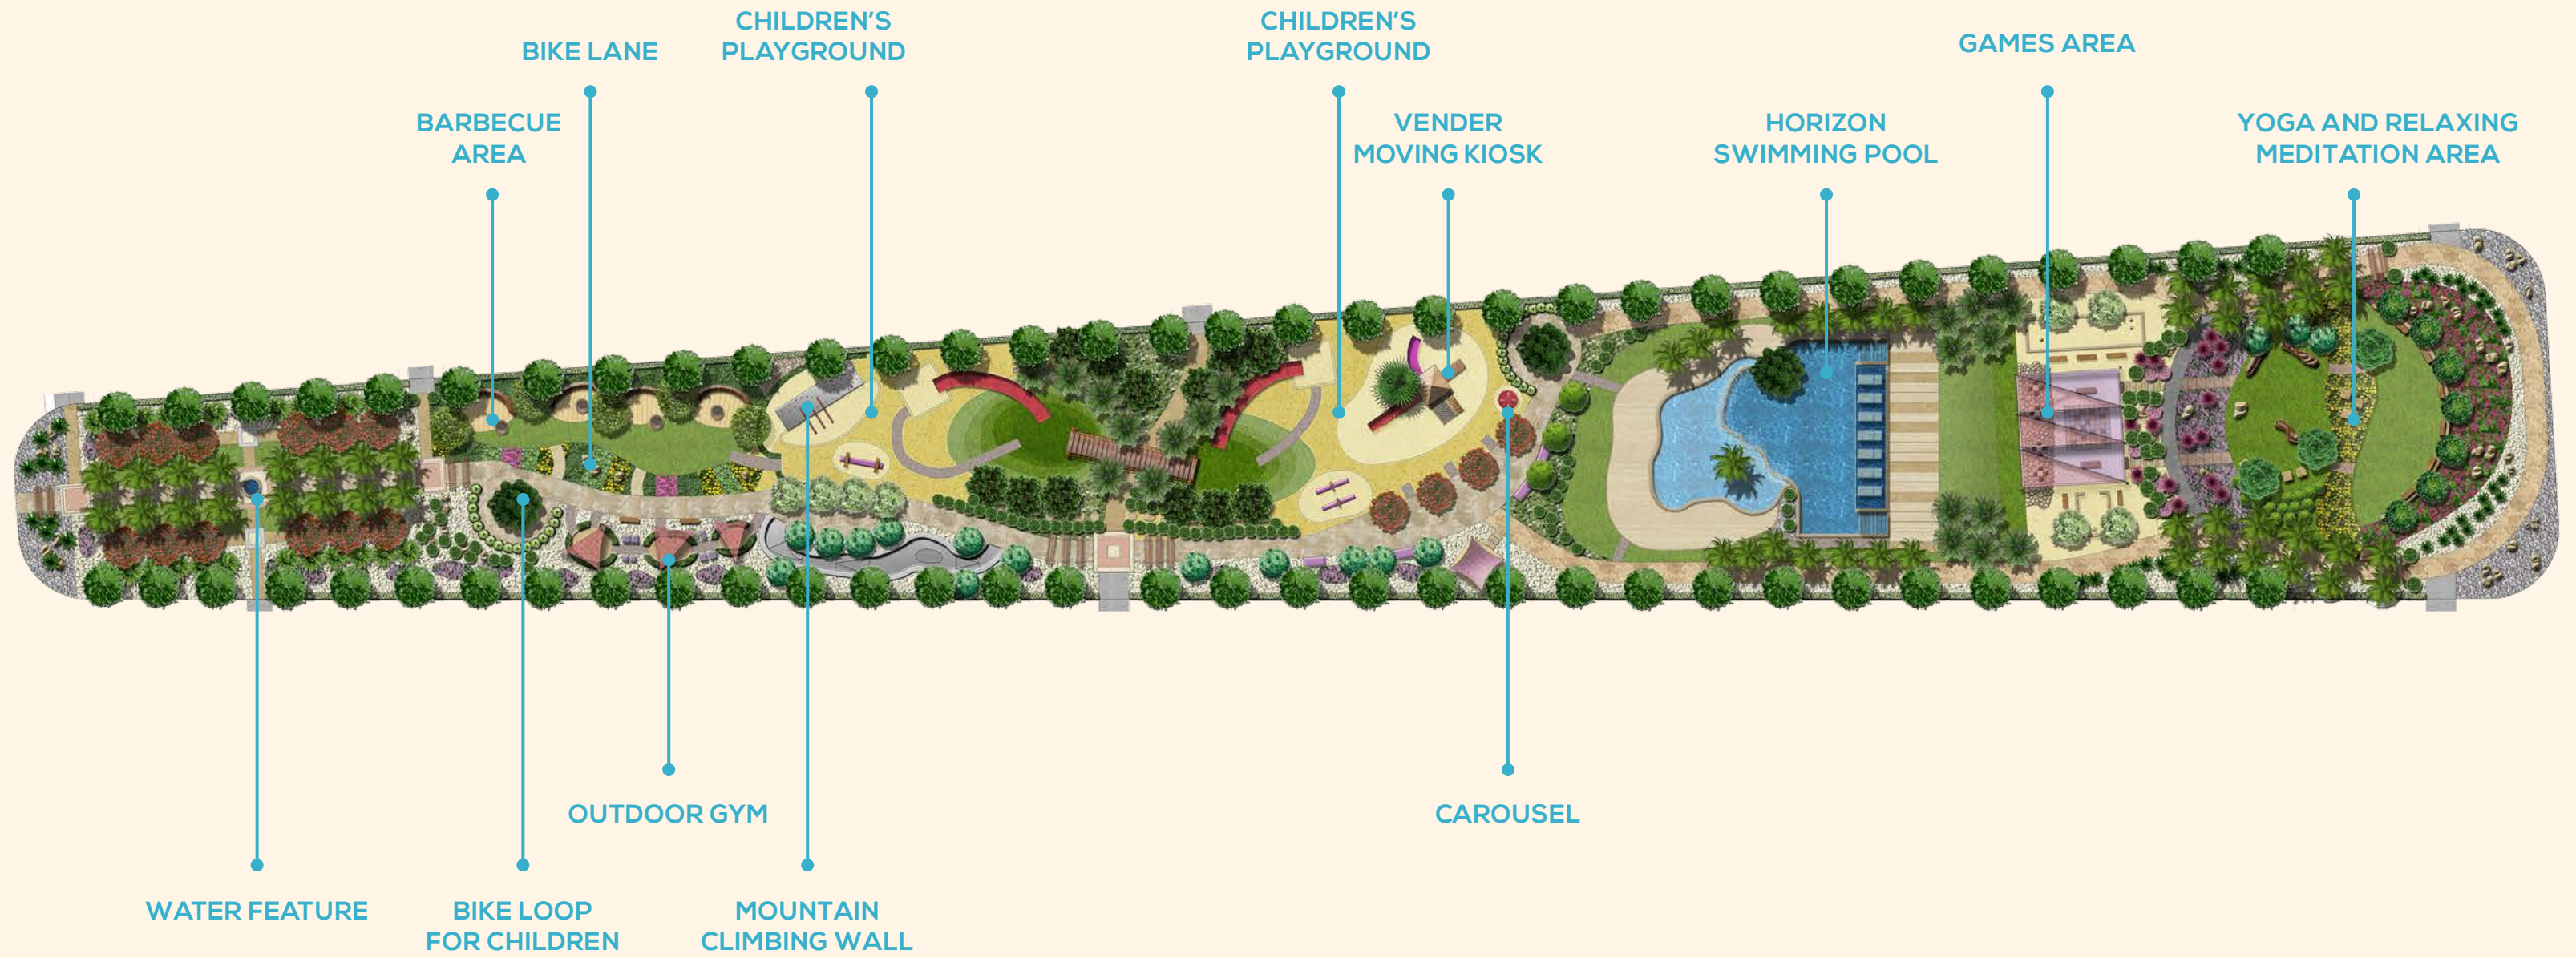 CHILDREN'S
PLAYGROUND
CHILDREN'S
PLAYGROUND
BIKE LANE
GAMES AREA
BARBECUE
AREA
VENDER
MOVING KIOSK
HORIZON
SWIMMING POOL
YOGA AND RELAXING
MEDITATION AREA
OUTDOOR GYM
CAROUSEL
WATER FEATURE
BIKE LOOP
FOR CHILDREN
MOUNTAIN
CLIMBING WALL